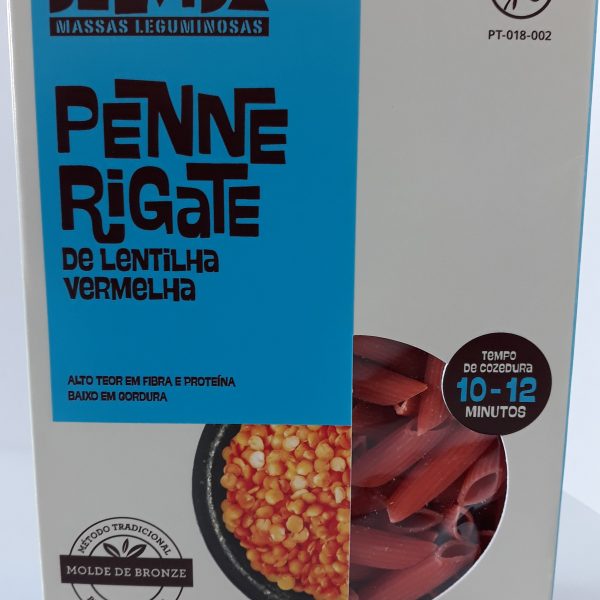 MASSAS LEGUMINOSAS
PT-018-002
PENNE
RIGATE
DE LENTILHA
VERMELHA
ALTO TEOR EM FIBRA E PROTEÍNA
BAIXO EM GORDURA
TEMPO
DE COZEDURA
10-12
MINUTOS
MÉTODO TRADICIONAL
MOLDE DE BRONZE